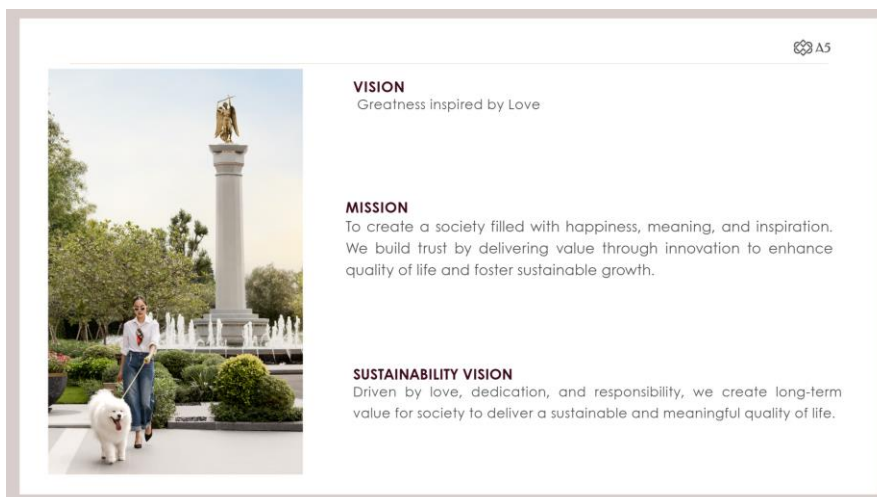 A5
VISION
Greatness inspired by Love
MISSION
To create a society filled with happiness, meaning, and inspiration.
We build trust by delivering value through innovation to enhance
quality of life and foster sustainable growth.
SUSTAINABILITY VISION
Driven by love, dedication, and responsibility, we create long-term
value for society to deliver a sustainable and meaningful quality of life.